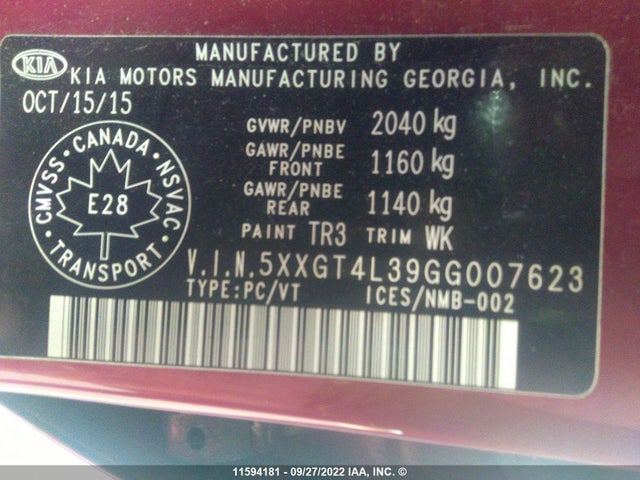 MANUFACTURED BY
KIA KIA MOTORS MANUFACTURING GEORGIA, INC.
OCT/15/15
GVWR/PNBV 2040 kg
GAWR/PNBE FRONT 1160 kg
GAWR/PNBE REAR 1140 kg
PAINT TR3 TRIM WK
CMVSS • CANADA • NSVAC • TRANSPORT •
E28
V.I.N.5XXGT4L39GG007623
TYPE:PC/VT ICES/NMB-002
11594181 - 09/27/2022 IAA, INC. ©